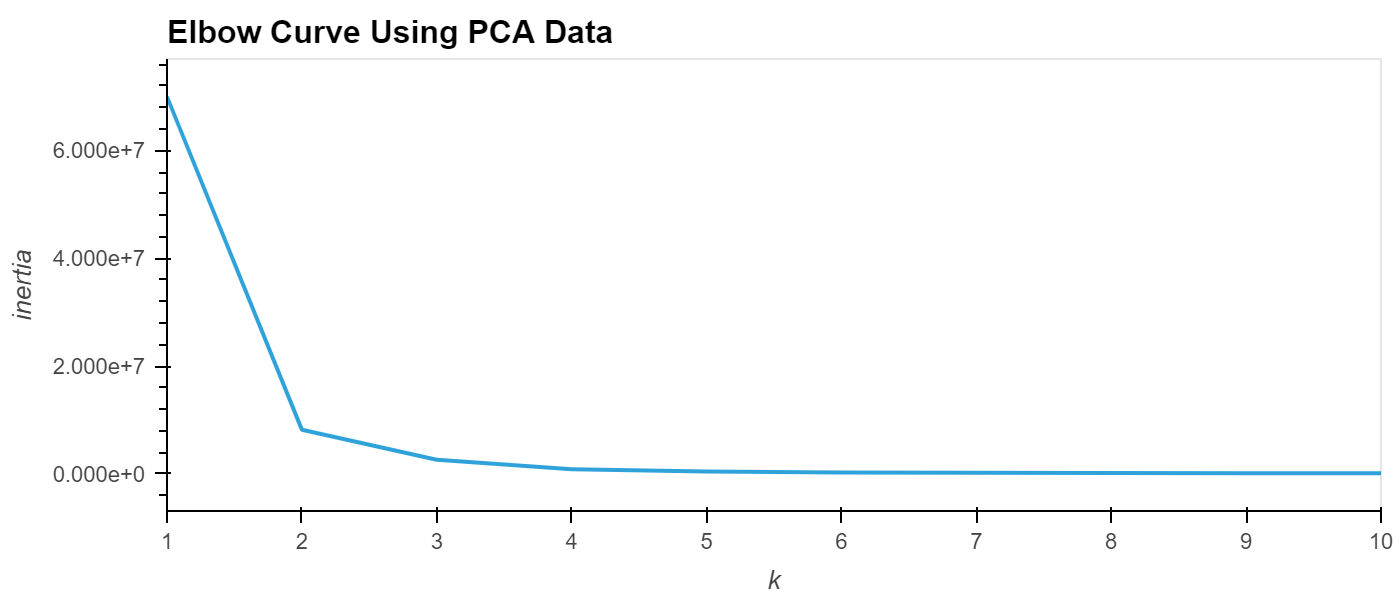 Elbow Curve Using PCA Data
6.000e+7
4.000e+7
2.000e+7
0.000e+0
inertia
1 2 3 4 5 6 7 8 9 10
k